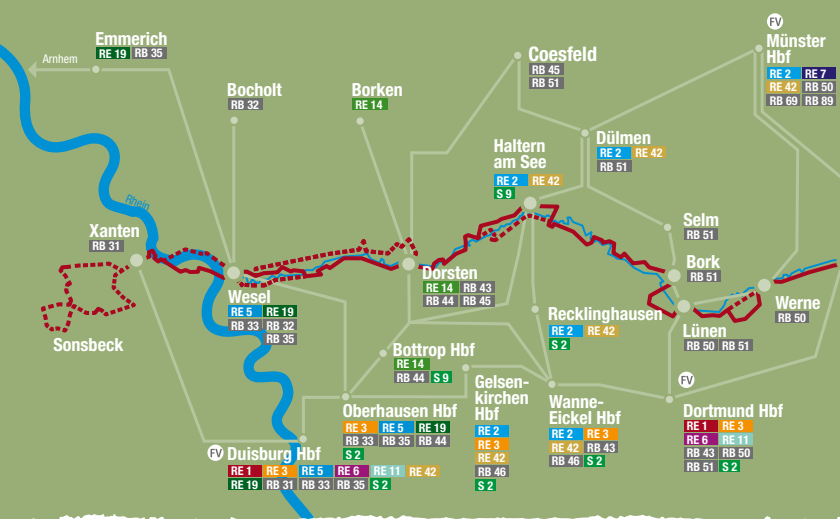 Emmerich
RE 19 RB 35
Arnhem
Bocholt
RB 32
Borken
RE 14
Coesfeld
RB 45
RB 51
FV
Münster
Hbf
RE 2 RE 7
RE 42 RB 50
RB 69 RB 89
Haltern
am See
RE 2 RE 42
S 9
Dülmen
RE 2 RE 42
RB 51
Rhein
Xanten
RB 31
Selm
RB 51
Bork
RB 51
Wesel
RE 5 RE 19
RB 33 RB 32
RB 35
Dorsten
RE 14 RB 43
RB 44 RB 45
Recklinghausen
RE 2 RE 42
S 2
Lünen
RB 50 RB 51
Werne
RB 50
Sonsbeck
Bottrop Hbf
RE 14
RB 44 S 9
Gelsen-
kirchen
Hbf
RE 2
RE 3
RE 42
RB 46
S 2
Wanne-
Eickel Hbf
RE 2 RE 3
RE 42 RB 43
RB 46 S 2
FV
Dortmund Hbf
RE 1 RE 3
RE 6 RE 11
RB 43 RB 50
RB 51 S 2
Oberhausen Hbf
RE 3 RE 5 RE 19
RB 33 RB 35 RB 44
S 2
FV Duisburg Hbf
RE 1 RE 3 RE 5 RE 6 RE 11 RE 42
RE 19 RB 31 RB 33 RB 35 S 2